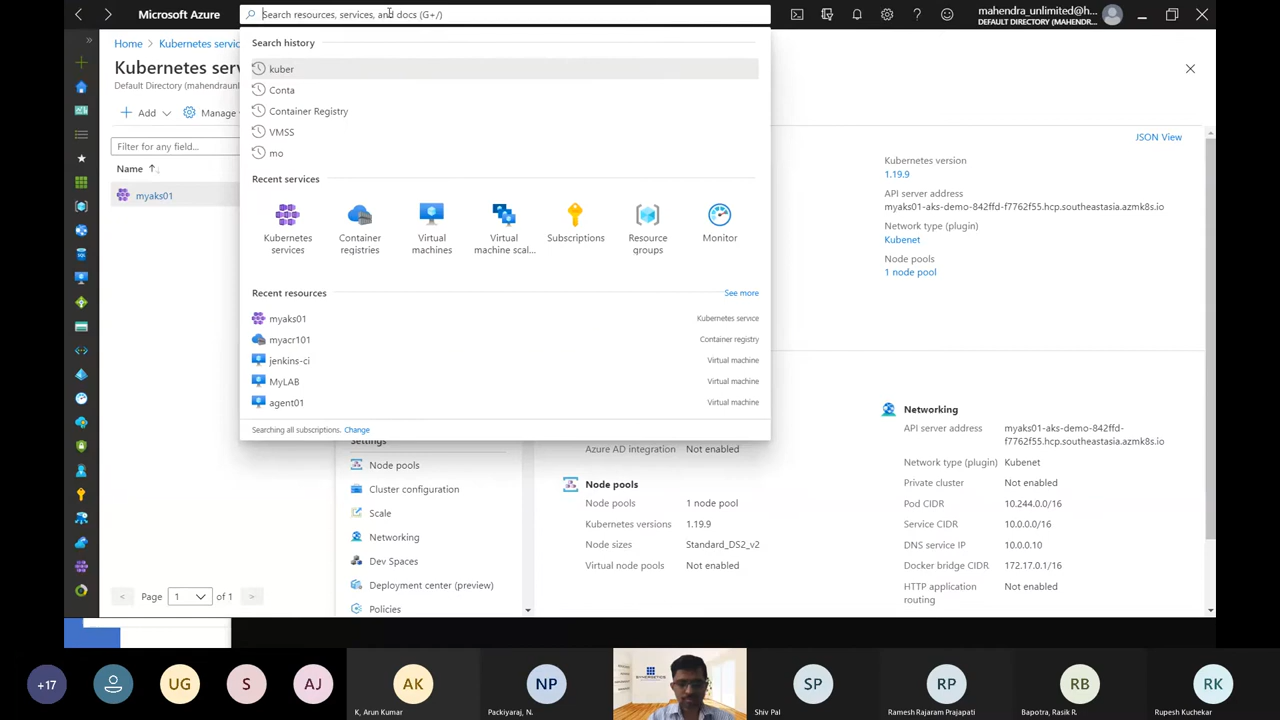 Microsoft Azure
Search resources, services, and docs (G+/)
mahendra_unlimited@h...
DEFAULT DIRECTORY (MAHENDR...
Home > Kubernetes servic
Kubernetes serv
Default Directory (mahendraunl
Add
Manage
Filter for any field...
Name
myaks01
Page 1 of 1
Search history
kuber
Conta
Container Registry
VMSS
mo
Recent services
Kubernetes services
Container registries
Virtual machines
Virtual machine scal...
Subscriptions
Resource groups
Monitor
Recent resources
See more
myaks01 Kubernetes service
myacr101 Container registry
jenkins-ci Virtual machine
MyLAB Virtual machine
agent01 Virtual machine
Searching all subscriptions. Change
Settings
Node pools
Cluster configuration
Scale
Networking
Dev Spaces
Deployment center (preview)
Policies
JSON View
Kubernetes version
1.19.9
API server address
myaks01-aks-demo-842ffd-f7762f55.hcp.southeastasia.azmk8s.io
Network type (plugin)
Kubenet
Node pools
1 node pool
Azure AD integration Not enabled
Node pools
Node pools 1 node pool
Kubernetes versions 1.19.9
Node sizes Standard_DS2_v2
Virtual node pools Not enabled
Networking
API server address myaks01-aks-demo-842ffd-
f7762f55.hcp.southeastasia.azmk8s.io
Network type (plugin) Kubenet
Private cluster Not enabled
Pod CIDR 10.244.0.0/16
Service CIDR 10.0.0.0/16
DNS service IP 10.0.0.10
Docker bridge CIDR 172.17.0.1/16
HTTP application Not enabled
routing
+17
UG
S
AJ
AK
NP
SYNERGETICS
SP
RP
RB
RK
K, Arun Kumar
Packiyaraj, N.
Shiv Pal
Ramesh Rajaram Prajapati
Bapotra, Rasik R.
Rupesh Kuchekar